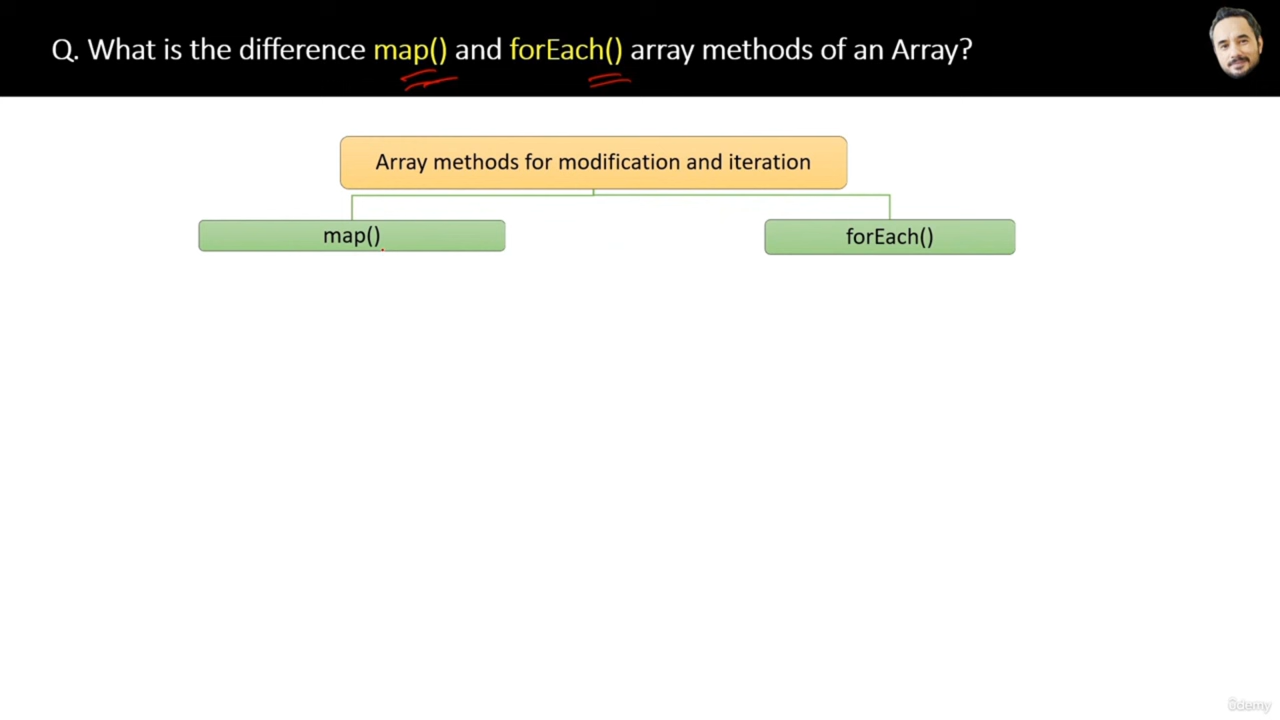 Q. What is the difference map() and forEach() array methods of an Array?
Array methods for modification and iteration
map()
forEach()
ûdemy